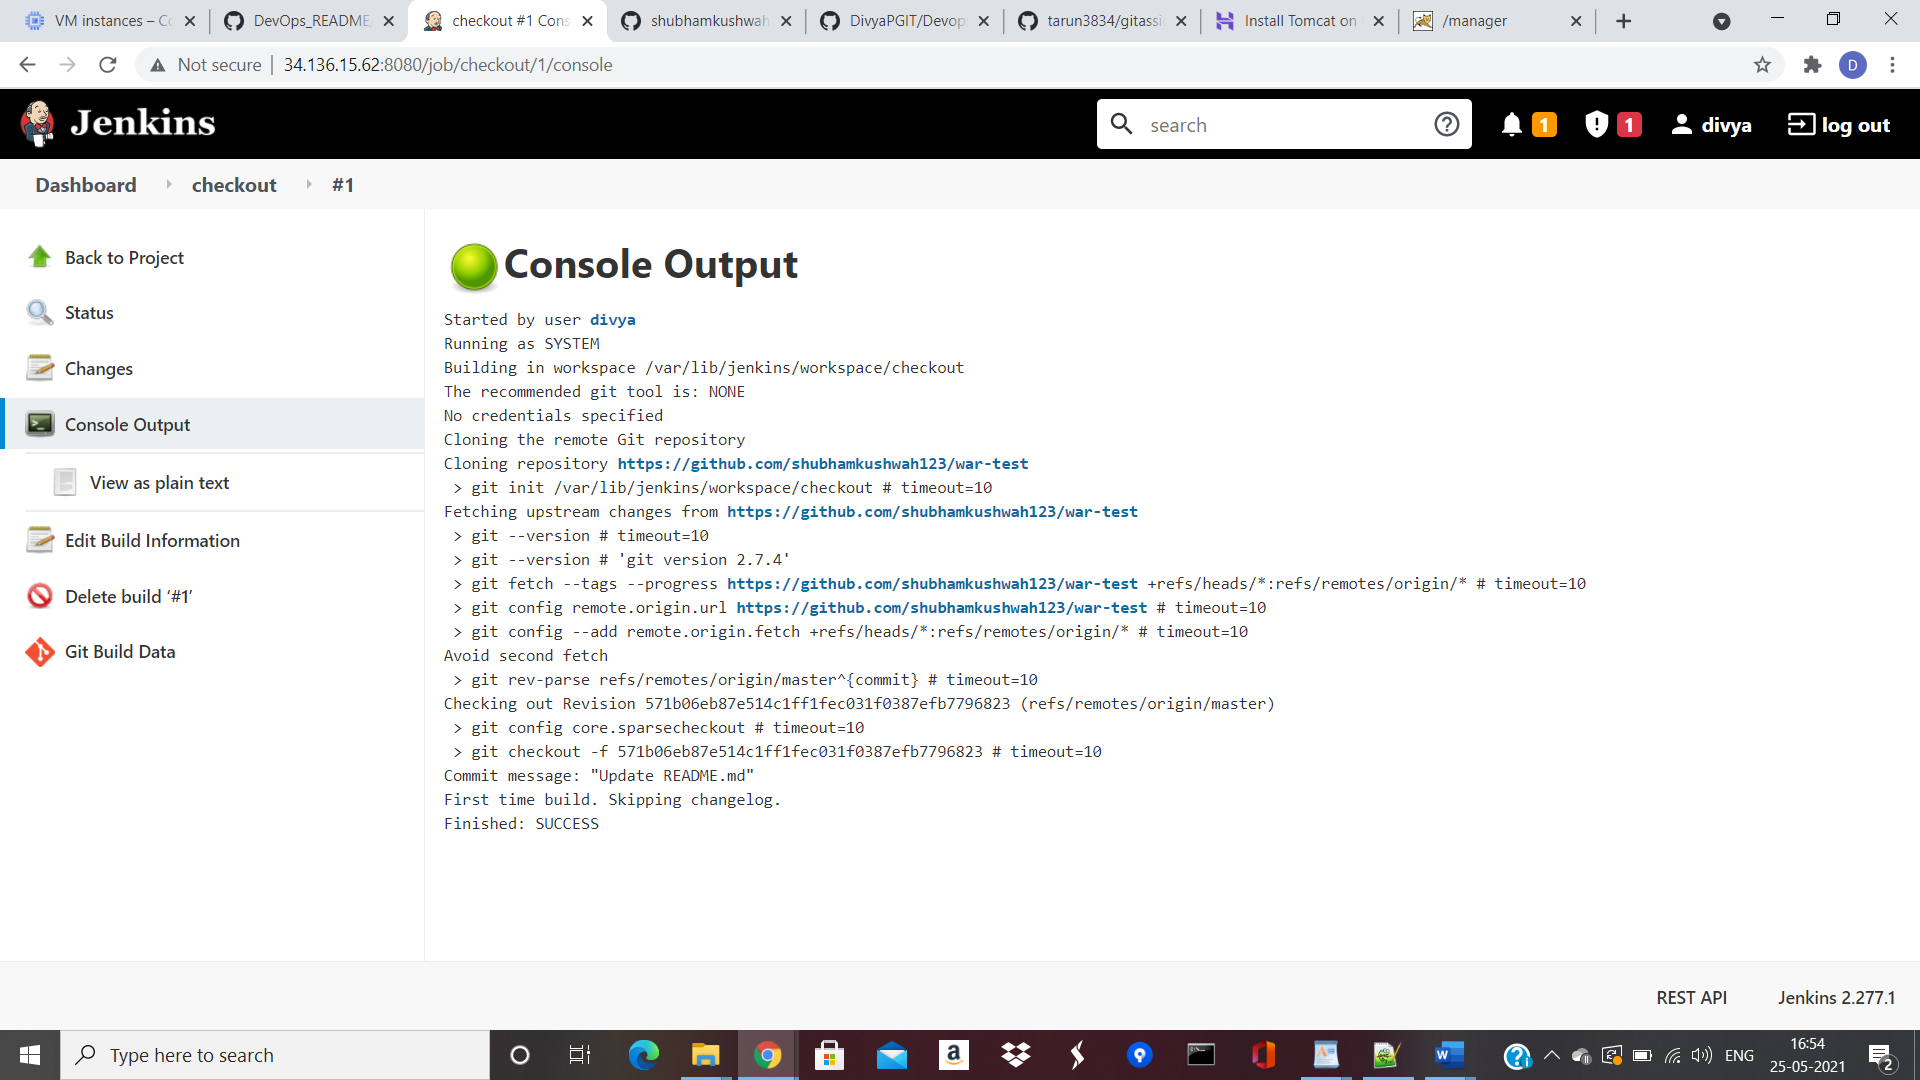 VM instances – Co
DevOps_README.
checkout #1 Cons
shubhamkushwah
DivyaPGIT/Devop
tarun3834/gitassi
Install Tomcat on
/manager
Not secure
34.136.15.62:8080/job/checkout/1/console
D
Jenkins
search
1
1
divya
log out
Dashboard
checkout
#1
Back to Project
Status
Changes
Console Output
View as plain text
Edit Build Information
Delete build ‘#1’
Git Build Data
Console Output
Started by user divya
Running as SYSTEM
Building in workspace /var/lib/jenkins/workspace/checkout
The recommended git tool is: NONE
No credentials specified
Cloning the remote Git repository
Cloning repository https://github.com/shubhamkushwah123/war-test
> git init /var/lib/jenkins/workspace/checkout # timeout=10
Fetching upstream changes from https://github.com/shubhamkushwah123/war-test
> git --version # timeout=10
> git --version # 'git version 2.7.4'
> git fetch --tags --progress https://github.com/shubhamkushwah123/war-test +refs/heads/*:refs/remotes/origin/* # timeout=10
> git config remote.origin.url https://github.com/shubhamkushwah123/war-test # timeout=10
> git config --add remote.origin.fetch +refs/heads/*:refs/remotes/origin/* # timeout=10
Avoid second fetch
> git rev-parse refs/remotes/origin/master^{commit} # timeout=10
Checking out Revision 571b06eb87e514c1ff1fec031f0387efb7796823 (refs/remotes/origin/master)
> git config core.sparsecheckout # timeout=10
> git checkout -f 571b06eb87e514c1ff1fec031f0387efb7796823 # timeout=10
Commit message: "Update README.md"
First time build. Skipping changelog.
Finished: SUCCESS
REST API
Jenkins 2.277.1
Type here to search
ENG
16:54
25-05-2021
2